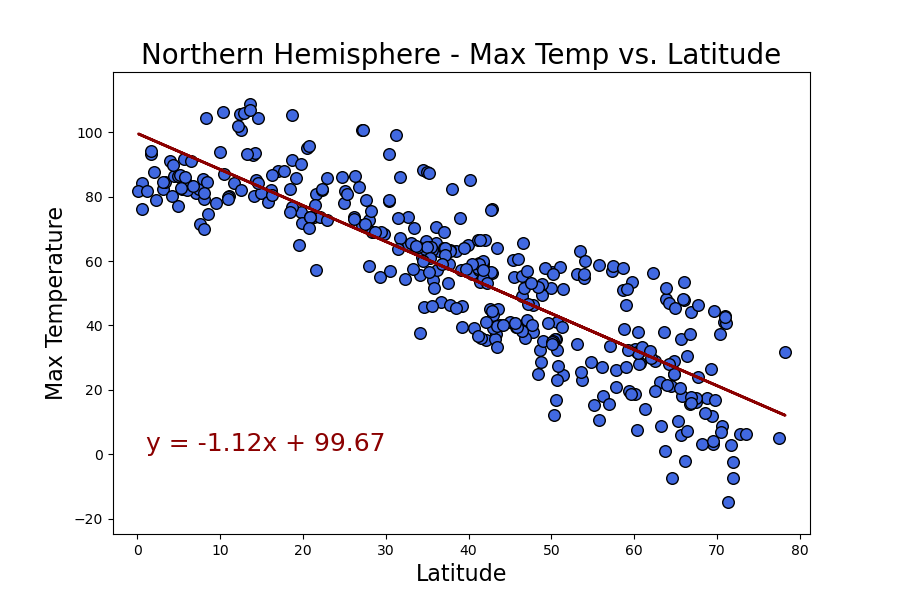 Northern Hemisphere - Max Temp vs. Latitude
Max Temperature
100
80
60
40
20
0
−20
y = -1.12x + 99.67
0 10 20 30 40 50 60 70 80
Latitude